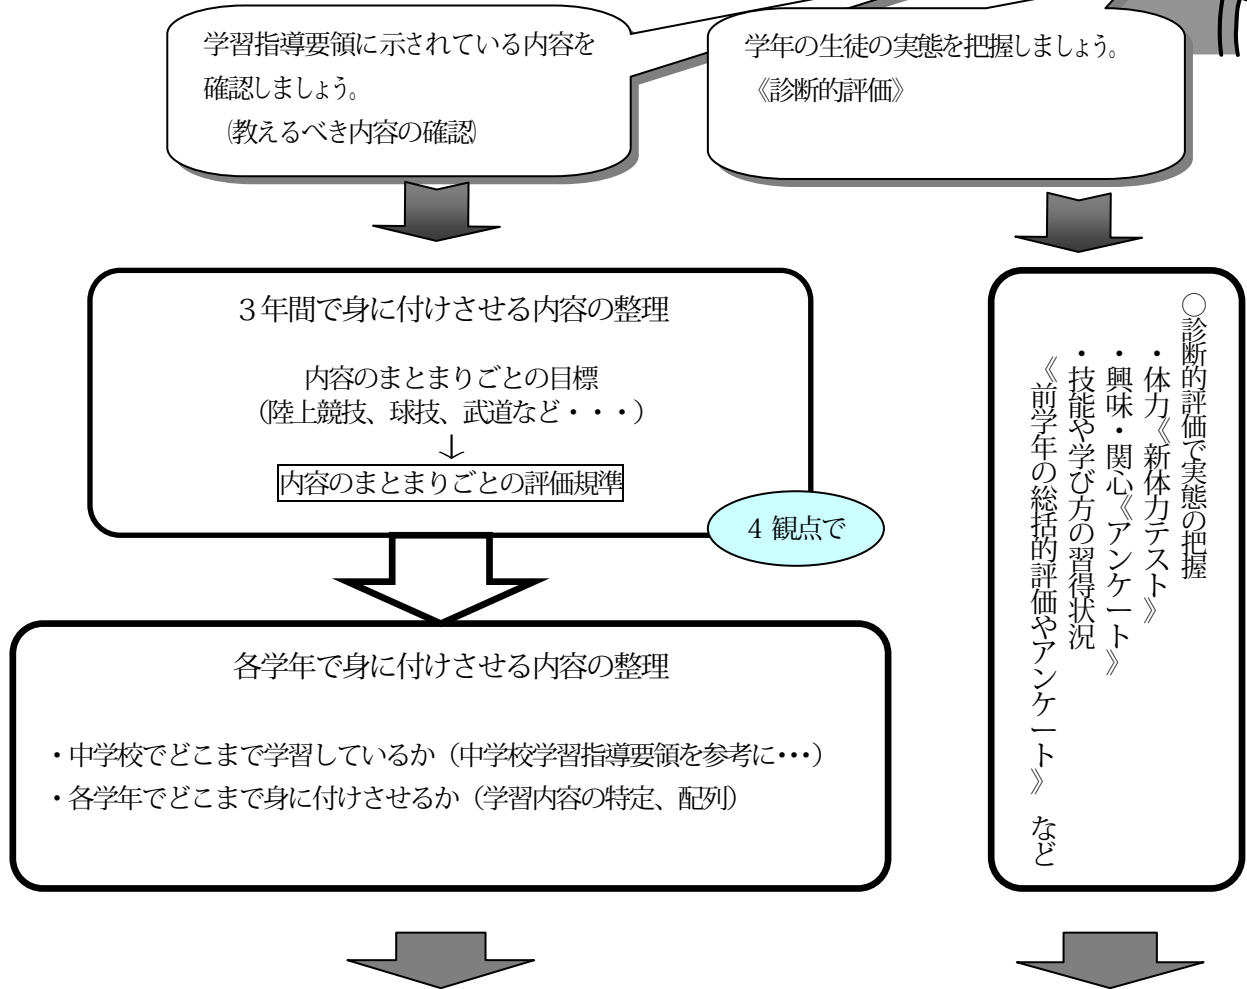 学習指導要領に示されている内容を
確認しましょう。
(教えるべき内容の確認)
学年の生徒の実態を把握しましょう。
《診断的評価》
３年間で身に付けさせる内容の整理
内容のまとまりごとの目標
（陸上競技、球技、武道など・・・）
↓
内容のまとまりごとの評価規準
４観点で
各学年で身に付けさせる内容の整理
・中学校でどこまで学習しているか（中学校学習指導要領を参考に・・・）
・各学年でどこまで身に付けさせるか（学習内容の特定、配列）
○診断的評価で実態の把握
・体力《新体力テスト》
・興味・関心《アンケート》
・技能や学び方の習得状況
《前学年の総括的評価やアンケート》 など